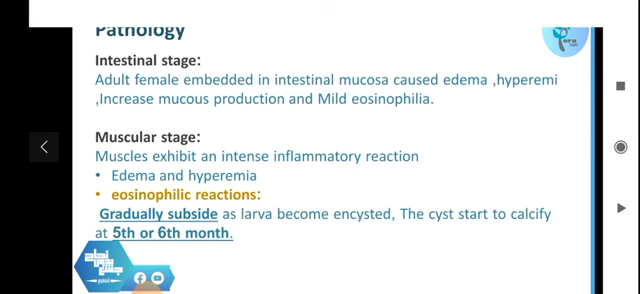 Pathology
Intestinal stage:
Adult female embedded in intestinal mucosa caused edema ,hyperemi
,Increase mucous production and Mild eosinophilia.
Muscular stage:
Muscles exhibit an intense inflammatory reaction
• Edema and hyperemia
• eosinophilic reactions:
Gradually subside as larva become encysted, The cyst start to calcify
at 5th or 6th month.